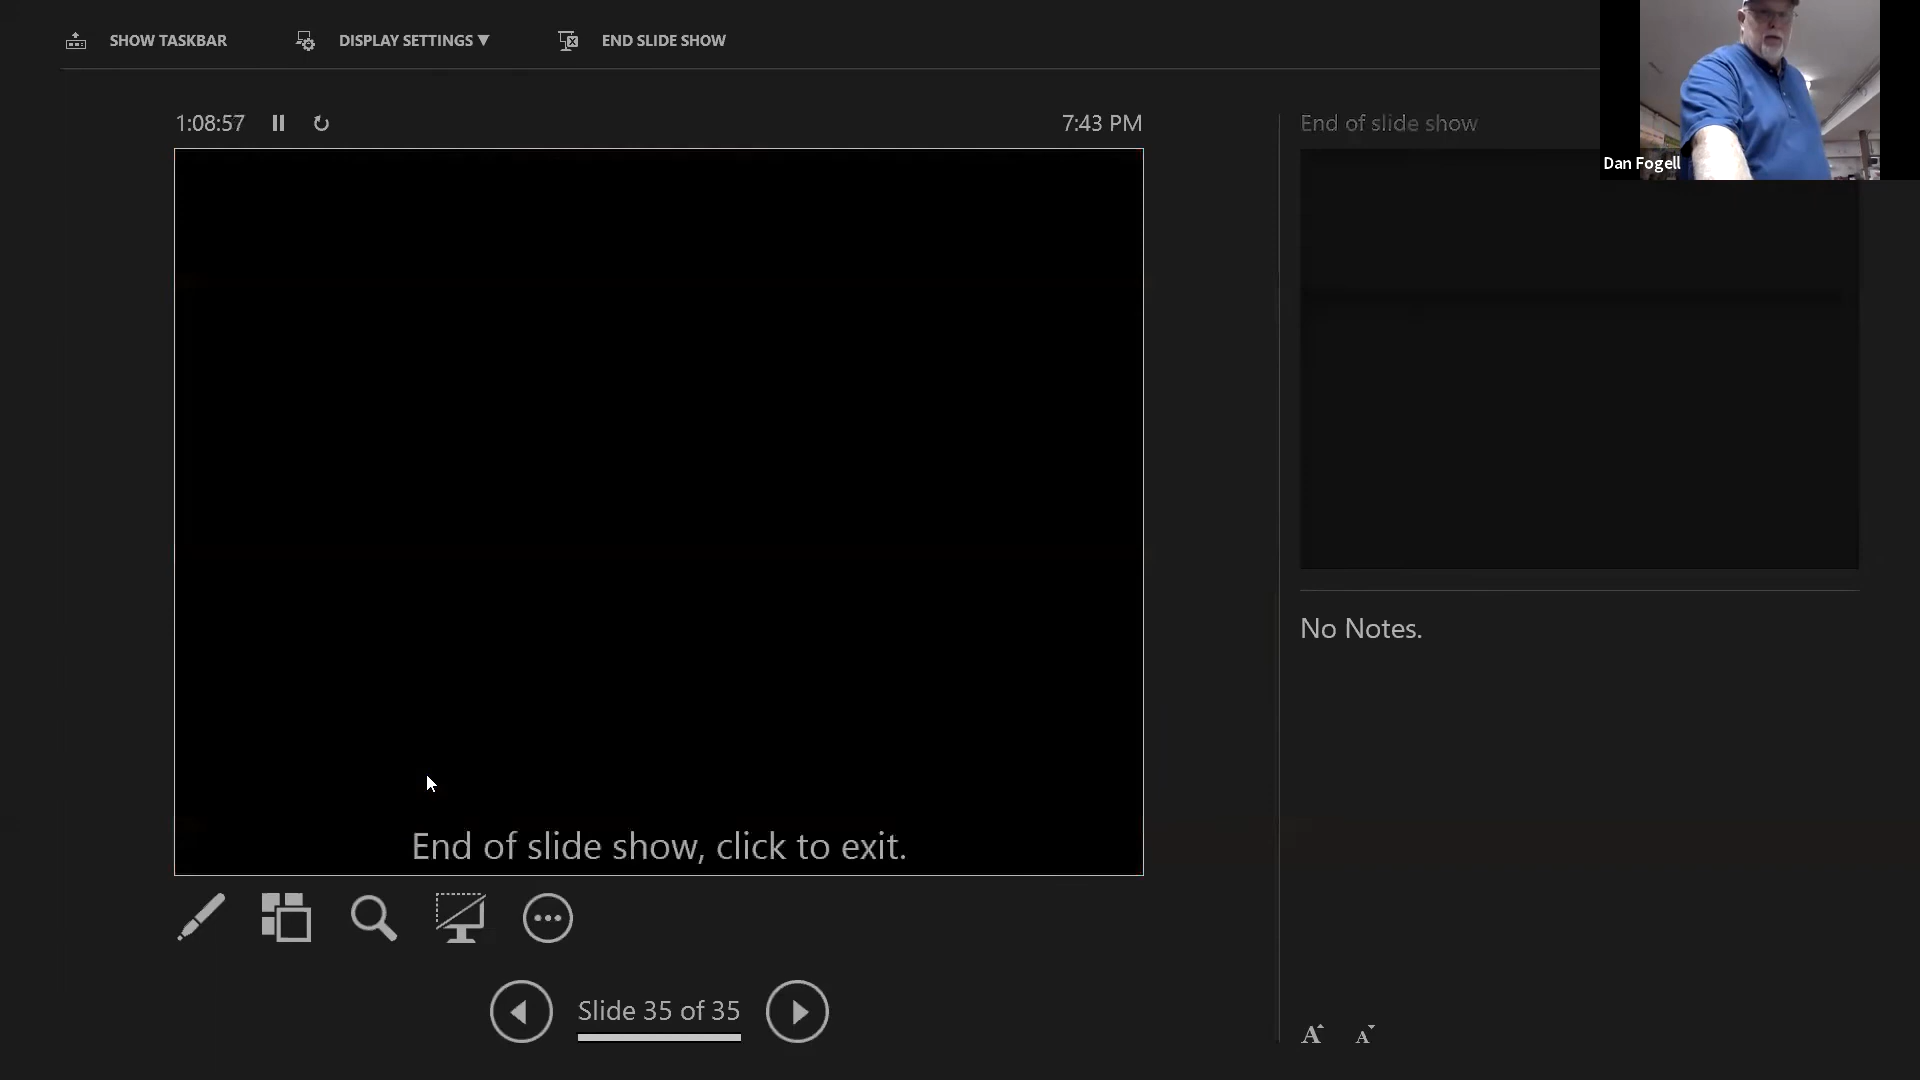 SHOW TASKBAR
DISPLAY SETTINGS ▼
END SLIDE SHOW
1:08:57
7:43 PM
End of slide show
Dan Fogell
End of slide show, click to exit.
No Notes.
Slide 35 of 35
A
A